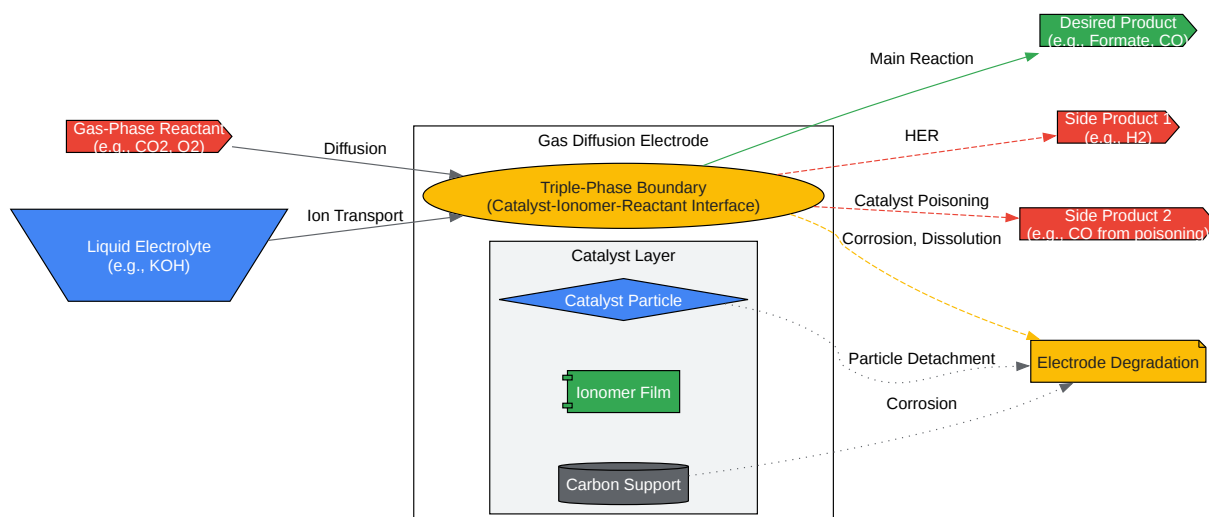 Desired Product
(e.g., Formate, CO)
Main Reaction
Gas-Phase Reactant
(e.g., CO2, O2)
Diffusion
Gas Diffusion Electrode
HER
Side Product 1
(e.g., H2)
Triple-Phase Boundary
(Catalyst-Ionomer-Reactant Interface)
Catalyst Poisoning
Side Product 2
(e.g., CO from poisoning)
Ion Transport
Liquid Electrolyte
(e.g., KOH)
Corrosion, Dissolution
Catalyst Layer
Catalyst Particle
Particle Detachment
Electrode Degradation
Ionomer Film
Corrosion
Carbon Support